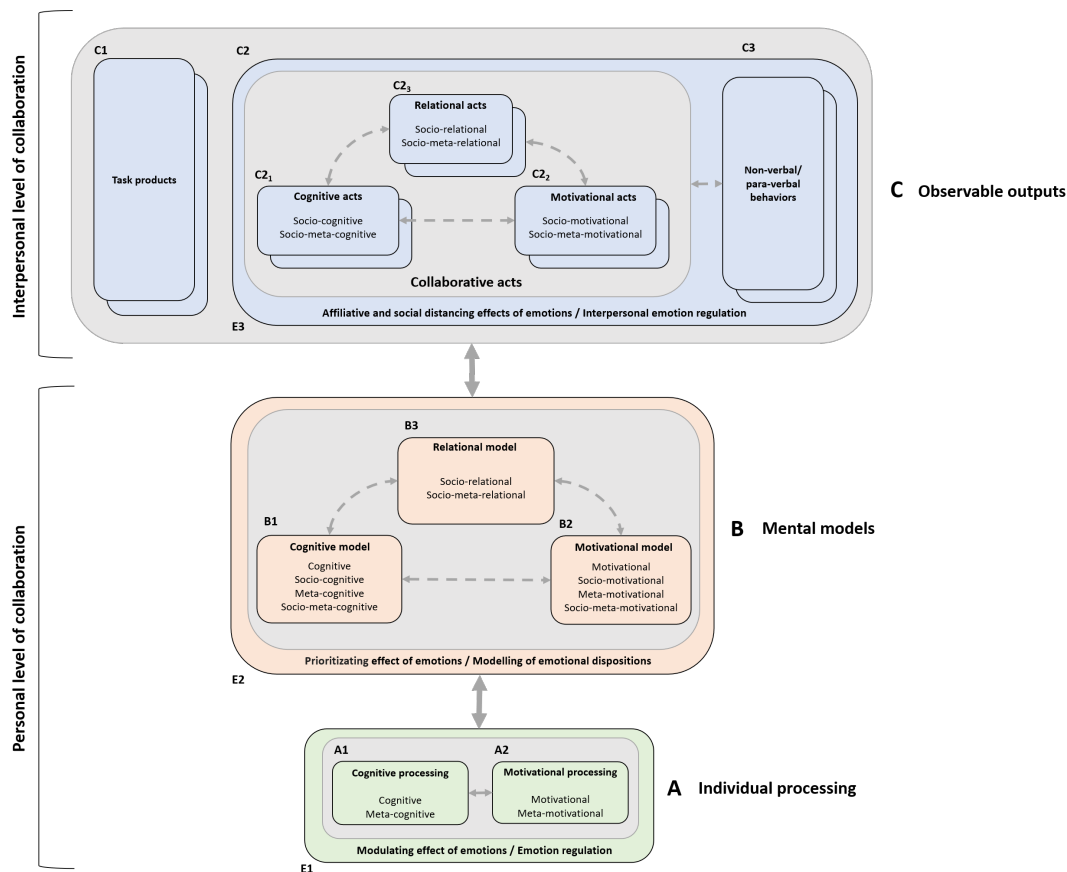 Interpersonal level of collaboration
C1
Task products
C2
C3
C2₃
Relational acts
Socio-relational
Socio-meta-relational
C2₁
Cognitive acts
Socio-cognitive
Socio-meta-cognitive
C2₂
Motivational acts
Socio-motivational
Socio-meta-motivational
Collaborative acts
Non-verbal/
para-verbal
behaviors
Affiliative and social distancing effects of emotions / Interpersonal emotion regulation
E3
C Observable outputs
Personal level of collaboration
B3
Relational model
Socio-relational
Socio-meta-relational
B1
Cognitive model
Cognitive
Socio-cognitive
Meta-cognitive
Socio-meta-cognitive
B2
Motivational model
Motivational
Socio-motivational
Meta-motivational
Socio-meta-motivational
Prioritizating effect of emotions / Modelling of emotional dispositions
E2
B Mental models
A1
Cognitive processing
Cognitive
Meta-cognitive
A2
Motivational processing
Motivational
Meta-motivational
Modulating effect of emotions / Emotion regulation
E1
A Individual processing